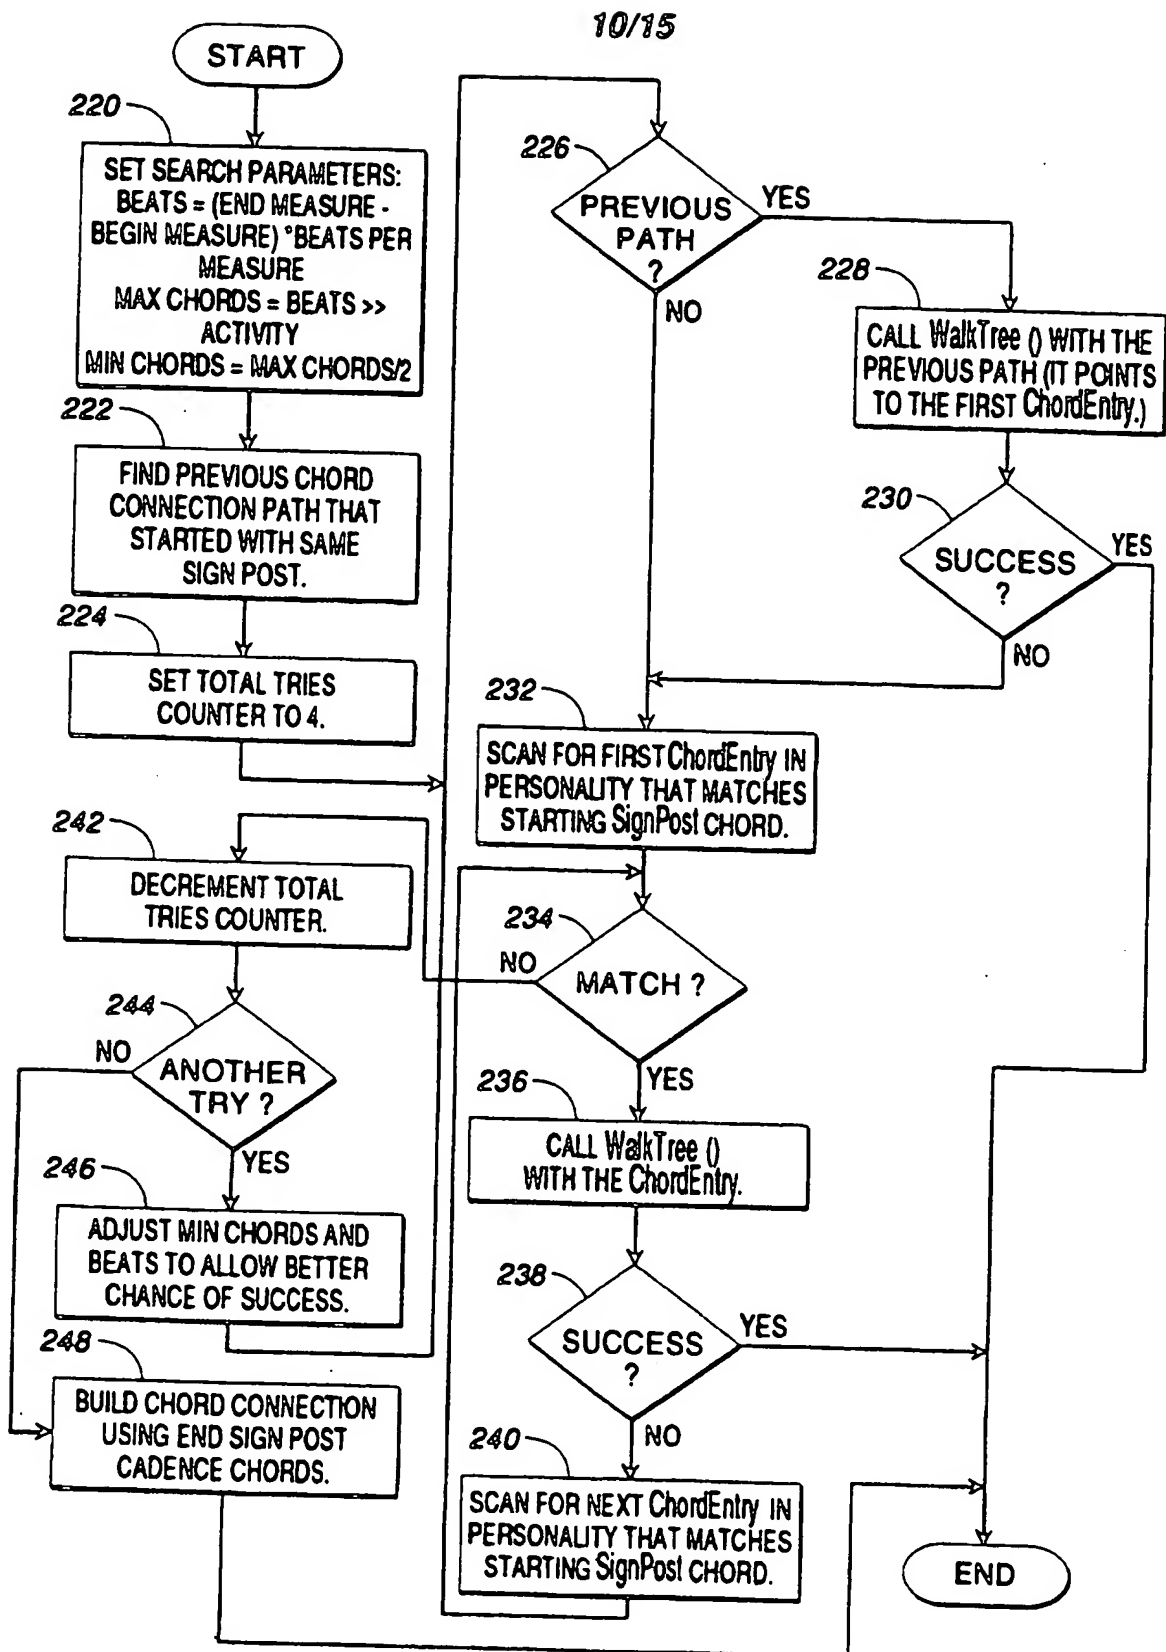 10/15
START
220
SET SEARCH PARAMETERS:
BEATS = (END MEASURE -
BEGIN MEASURE) *BEATS PER
MEASURE
MAX CHORDS = BEATS >>
ACTIVITY
MIN CHORDS = MAX CHORDS/2
222
FIND PREVIOUS CHORD
CONNECTION PATH THAT
STARTED WITH SAME
SIGN POST.
224
SET TOTAL TRIES
COUNTER TO 4.
226
PREVIOUS
PATH
?
YES
NO
228
CALL WalkTree () WITH THE
PREVIOUS PATH (IT POINTS
TO THE FIRST ChordEntry.)
230
SUCCESS
?
YES
NO
232
SCAN FOR FIRST ChordEntry IN
PERSONALITY THAT MATCHES
STARTING SignPost CHORD.
234
MATCH ?
NO
YES
236
CALL WalkTree ()
WITH THE ChordEntry.
238
SUCCESS
?
YES
NO
240
SCAN FOR NEXT ChordEntry IN
PERSONALITY THAT MATCHES
STARTING SignPost CHORD.
242
DECREMENT TOTAL
TRIES COUNTER.
244
ANOTHER
TRY ?
NO
YES
246
ADJUST MIN CHORDS AND
BEATS TO ALLOW BETTER
CHANCE OF SUCCESS.
248
BUILD CHORD CONNECTION
USING END SIGN POST
CADENCE CHORDS.
END